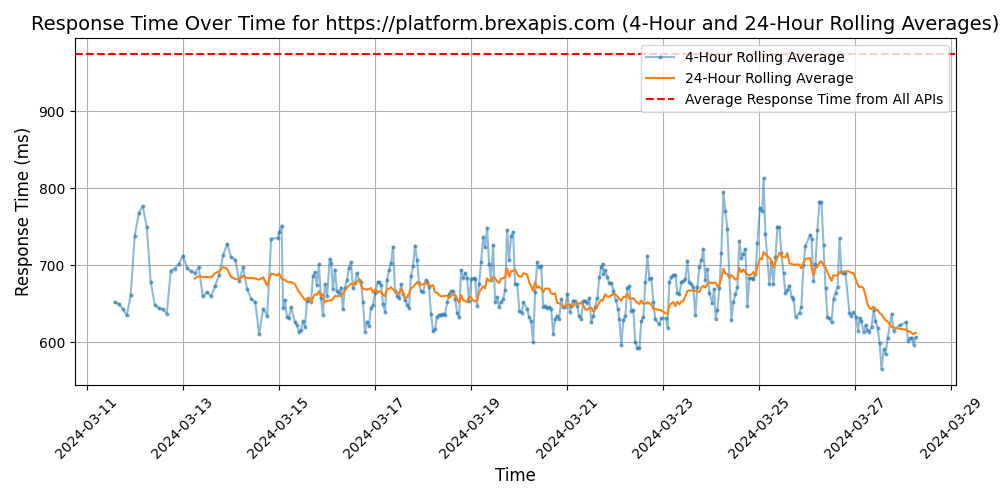 Response Time Over Time for https://platform.brexapis.com (4-Hour and 24-Hour Rolling Averages)
4-Hour Rolling Average
24-Hour Rolling Average
Average Response Time from All APIs
Response Time (ms)
900
800
700
600
2024-03-11
2024-03-13
2024-03-15
2024-03-17
2024-03-19
2024-03-21
2024-03-23
2024-03-25
2024-03-27
2024-03-29
Time